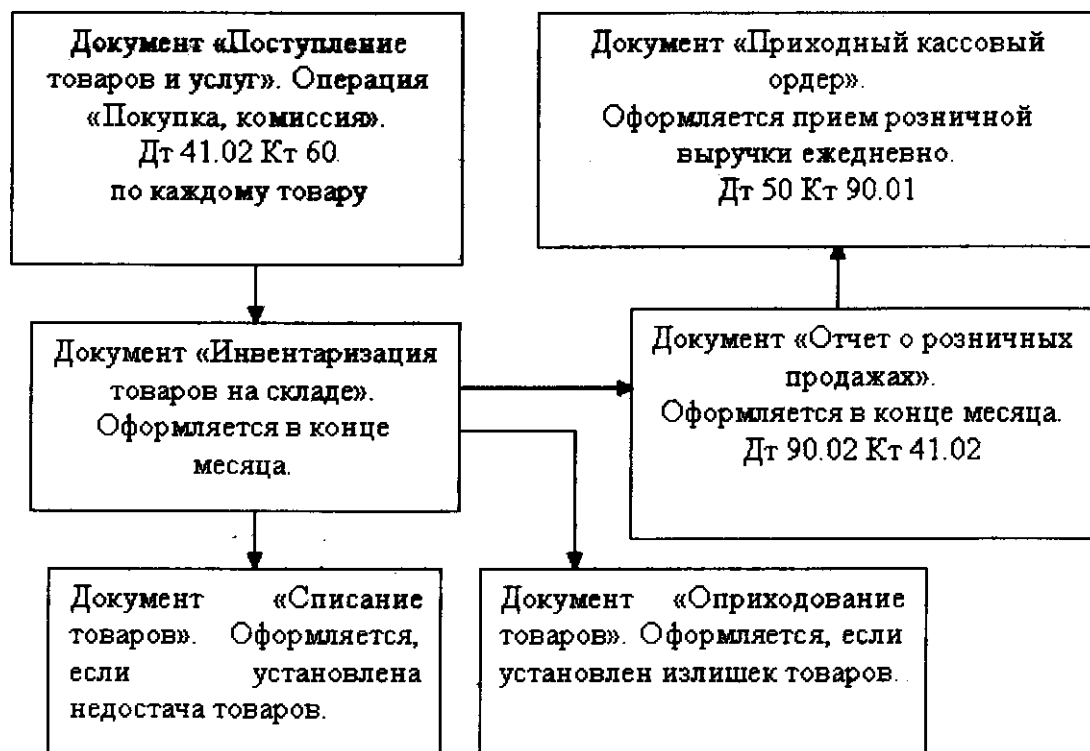 Документ «Поступление
товаров и услуг». Операция
«Покупка, комиссия».
Дт 41.02 Кт 60
по каждому товару
Документ «Приходный кассовый
ордер».
Оформляется прием розничной
выручки ежедневно.
Дт 50 Кт 90.01
Документ «Инвентаризация
товаров на складе».
Оформляется в конце
месяца.
Документ «Отчет о розничных
продажах».
Оформляется в конце месяца.
Дт 90.02 Кт 41.02
Документ «Списание
товаров». Оформляется,
если установлена
недостача товаров.
Документ «Оприходование
товаров». Оформляется, если
установлен излишек товаров.